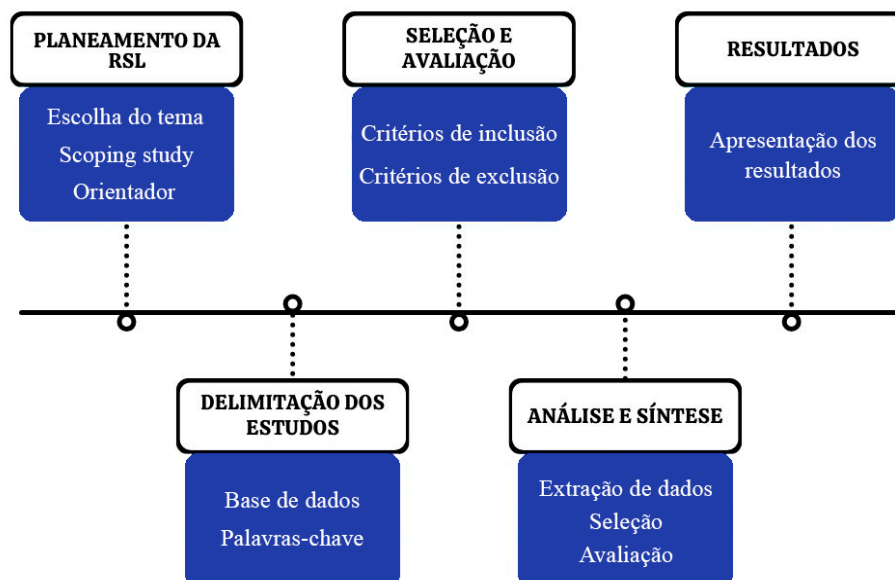 PLANEAMENTO DA
RSL
Escolha do tema
Scoping study
Orientador
SELEÇÃO E
AVALIAÇÃO
Critérios de inclusão
Critérios de exclusão
RESULTADOS
Apresentação dos
resultados
DELIMITAÇÃO DOS
ESTUDOS
Base de dados
Palavras-chave
ANÁLISE E SÍNTESE
Extração de dados
Seleção
Avaliação